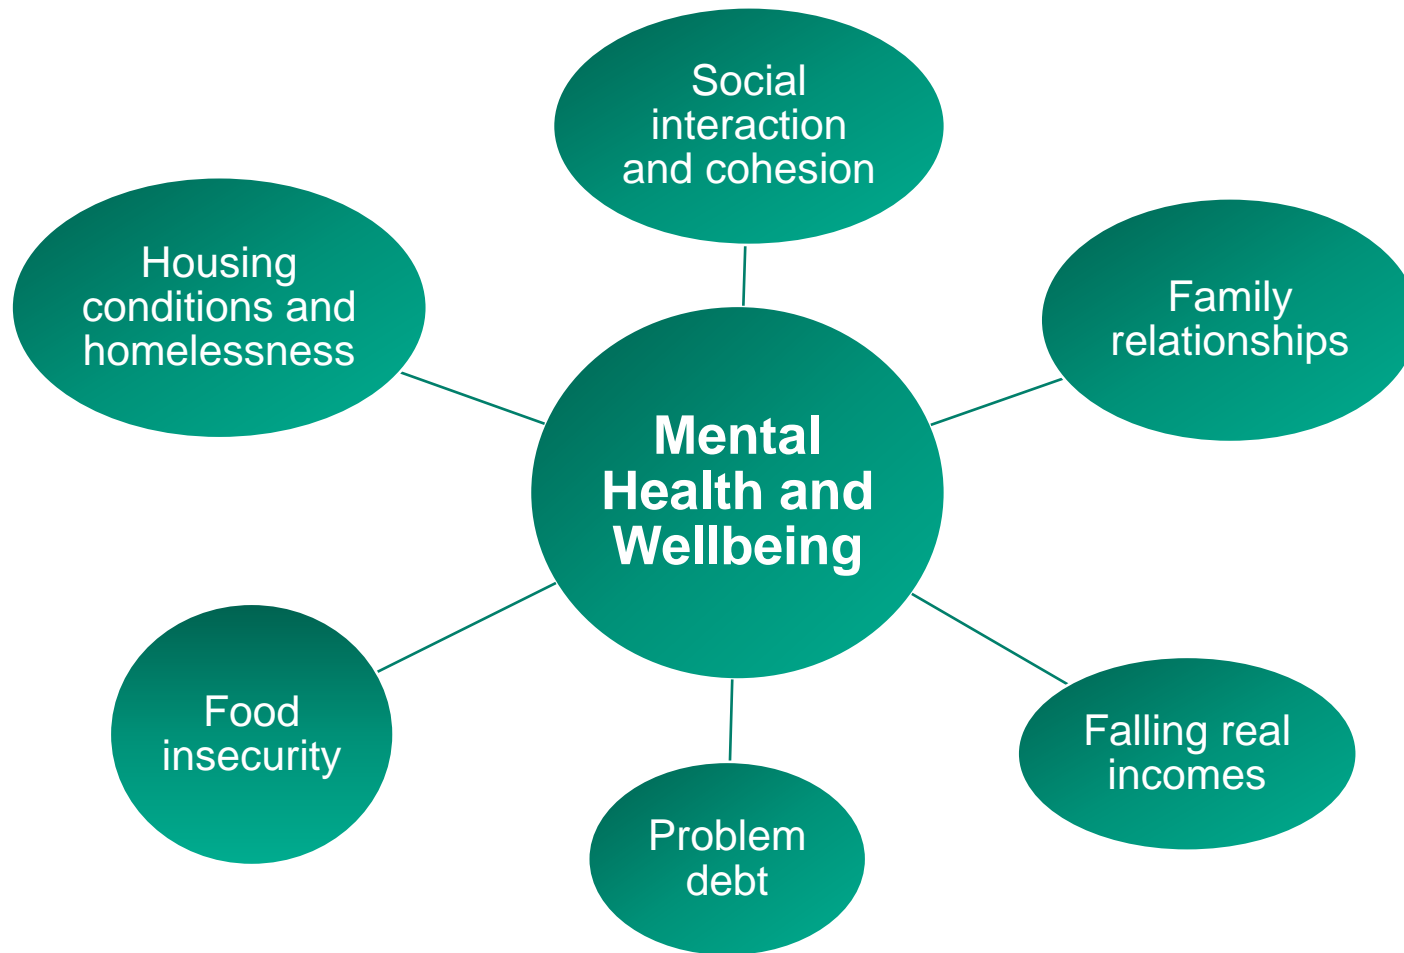 Social
interaction
and cohesion
Family
relationships
Falling real
incomes
Problem
debt
Food
insecurity
Housing
conditions and
homelessness
Mental
Health and
Wellbeing